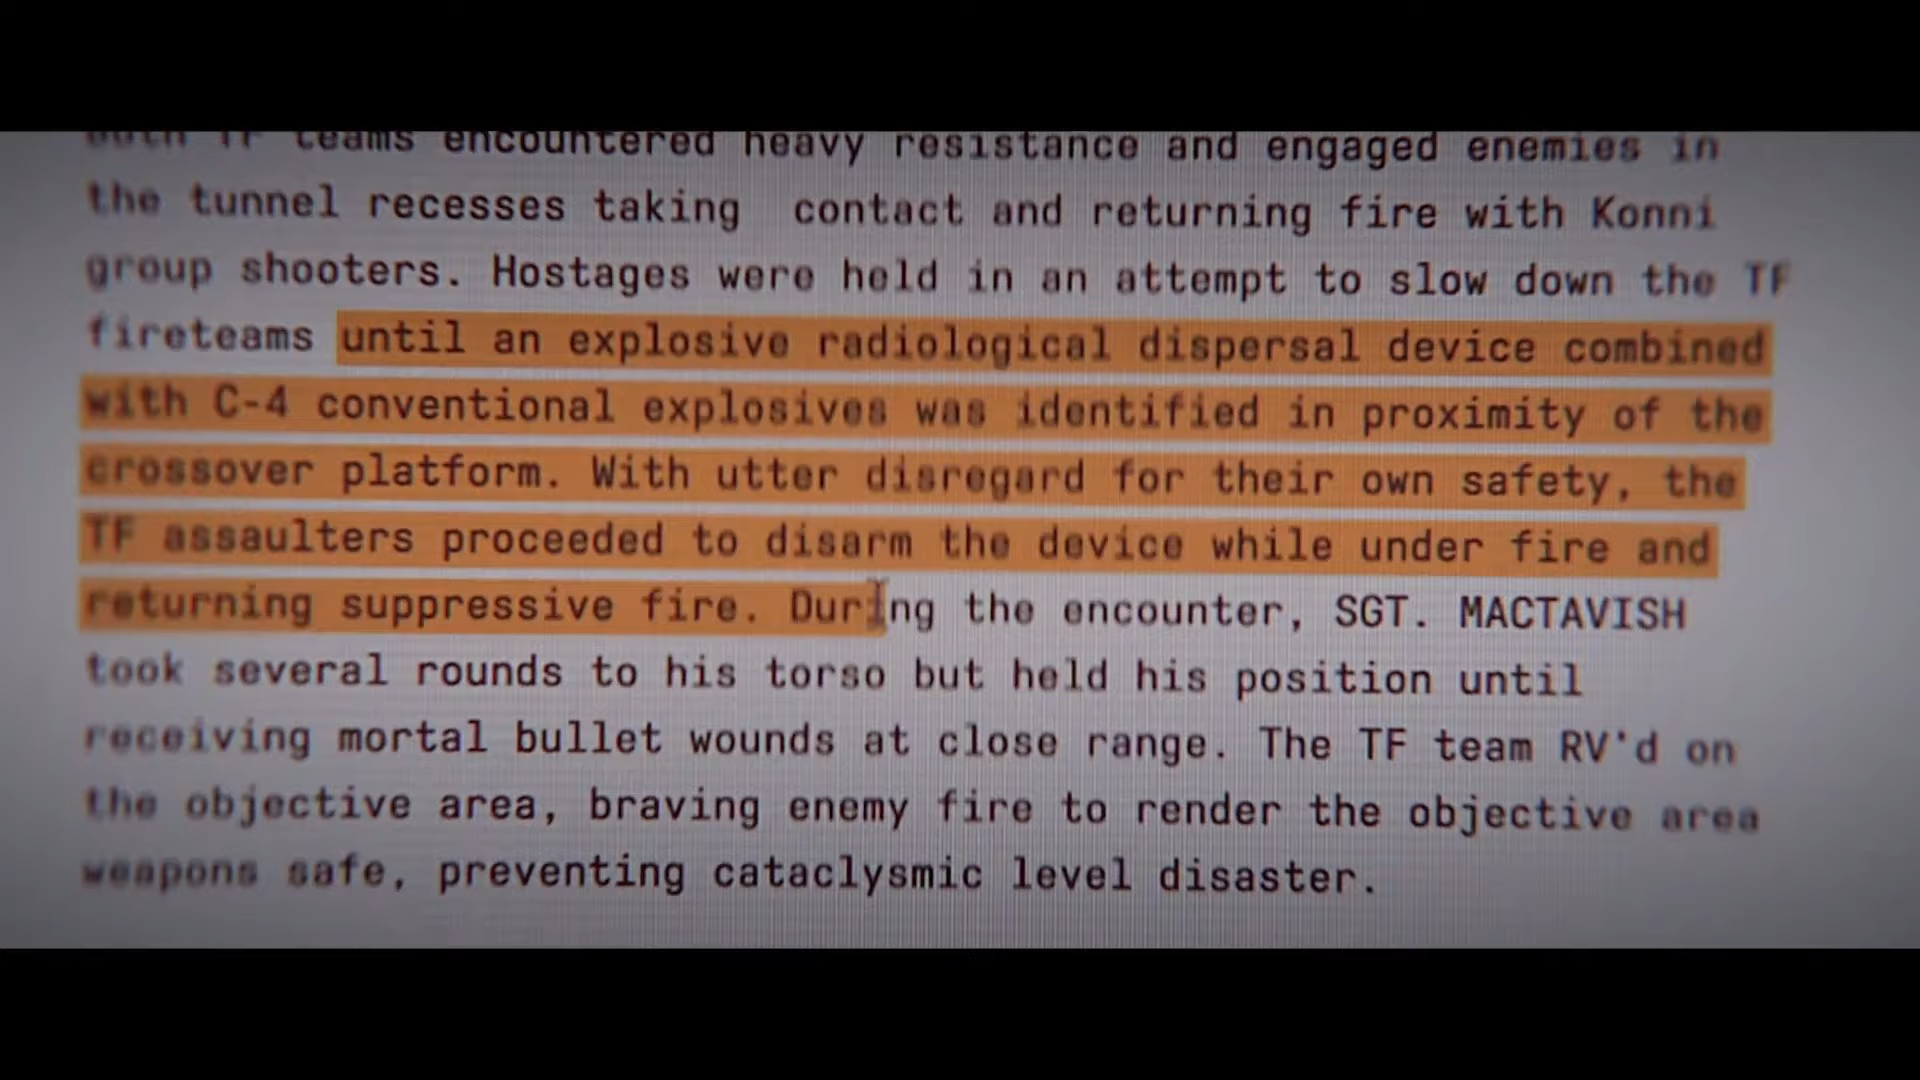 both TF teams encountered heavy resistance and engaged enemies in
the tunnel recesses taking  contact and returning fire with Konni
group shooters. Hostages were held in an attempt to slow down the TF
fireteams until an explosive radiological dispersal device combined
with C-4 conventional explosives was identified in proximity of the
crossover platform. With utter disregard for their own safety, the
TF assaulters proceeded to disarm the device while under fire and
returning suppressive fire. During the encounter, SGT. MACTAVISH
took several rounds to his torso but held his position until
receiving mortal bullet wounds at close range. The TF team RV'd on
the objective area, braving enemy fire to render the objective area
weapons safe, preventing cataclysmic level disaster.